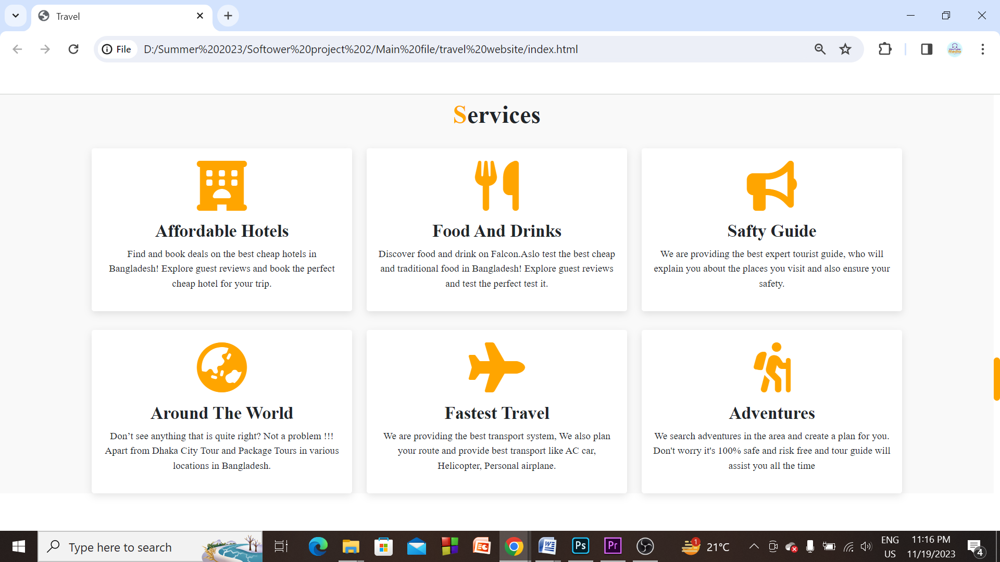 Travel
File
D:/Summer%202023/Softower%20project%202/Main%20file/travel%20website/index.html
Services
Affordable Hotels
Find and book deals on the best cheap hotels in
Bangladesh! Explore guest reviews and book the perfect
cheap hotel for your trip.
Food And Drinks
Discover food and drink on Falcon.Aslo test the best cheap
and traditional food in Bangladesh! Explore guest reviews
and test the perfect test it.
Safty Guide
We are providing the best expert tourist guide, who will
explain you about the places you visit and also ensure your
safety.
Around The World
Don’t see anything that is quite right? Not a problem !!!
Apart from Dhaka City Tour and Package Tours in various
locations in Bangladesh.
Fastest Travel
We are providing the best transport system, We also plan
your route and provide best transport like AC car,
Helicopter, Personal airplane.
Adventures
We search adventures in the area and create a plan for you.
Don't worry it's 100% safe and risk free and tour guide will
assist you all the time
Type here to search
Ps
Pr
1
21°C
ENG
US
11:16 PM
11/19/2023
4